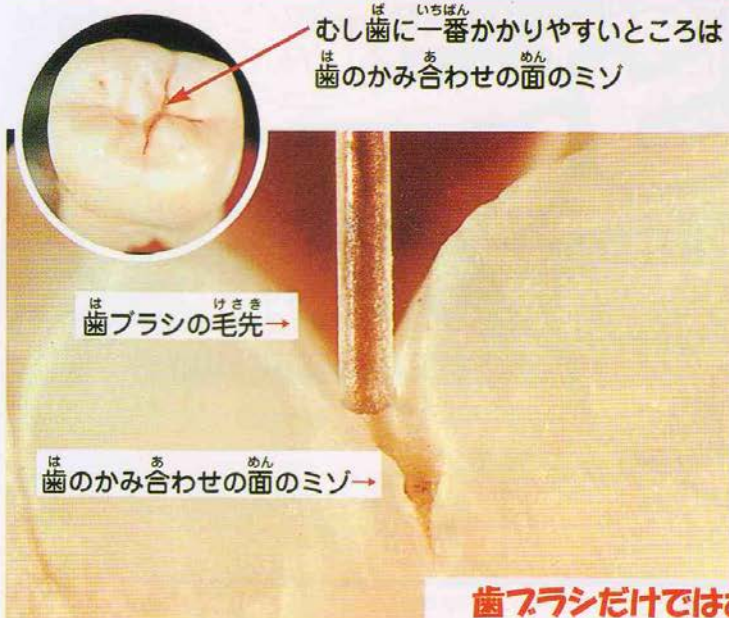 むし歯に一番かかりやすいところは
歯のかみ合わせの面のミゾ
歯ブラシの毛先→
歯のかみ合わせの面のミゾ→
歯ブラシだけでは